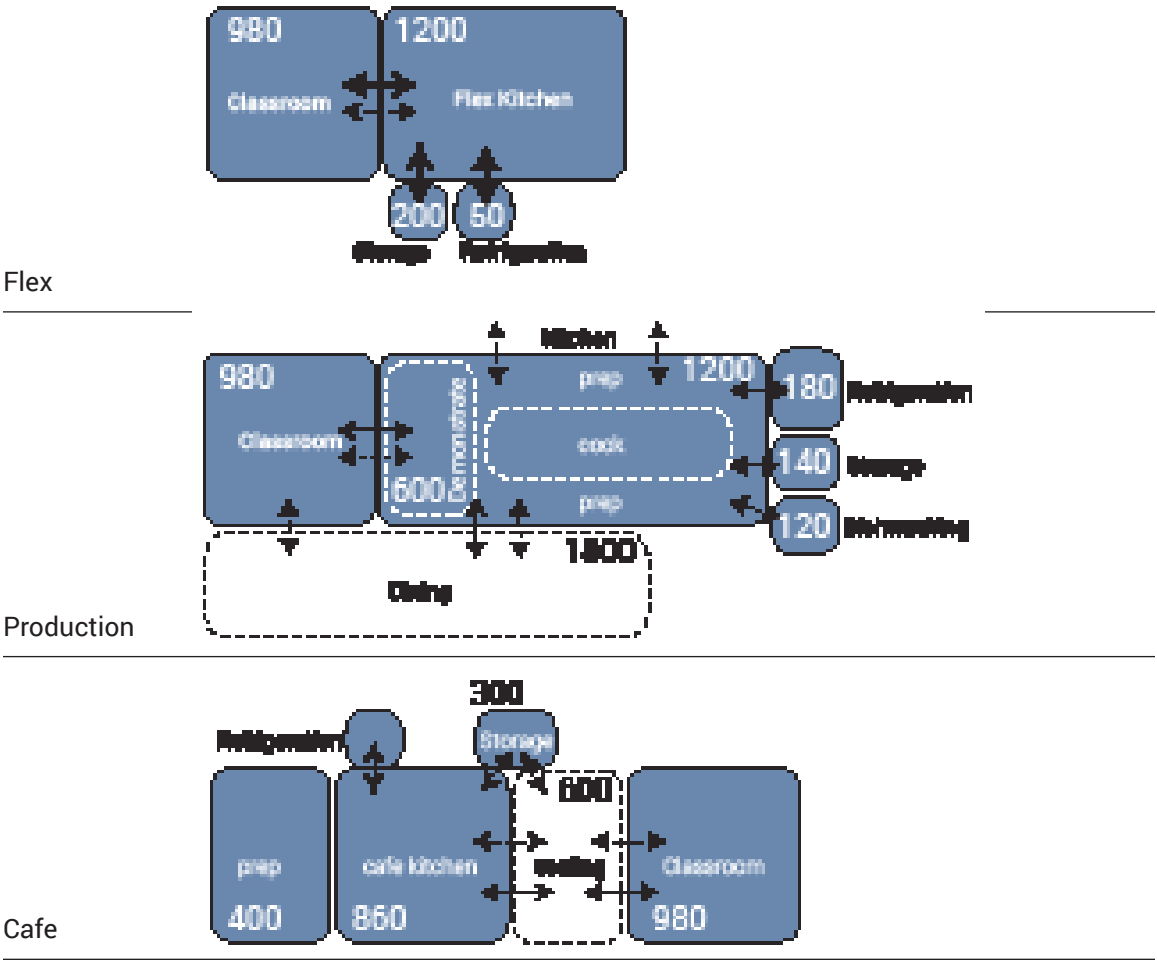 980
1200
Classroom
Flex Kitchen
200
50
Storage
Refrigeration
Flex
Kitchen
980
prep
1200
180
Refrigeration
Classroom
Demonstrate
cook
140
Storage
600
prep
120
Dishwashing
1800
Dining
Production
300
Refrigeration
Storage
600
prep
cafe kitchen
seating
Classroom
400
860
980
Cafe